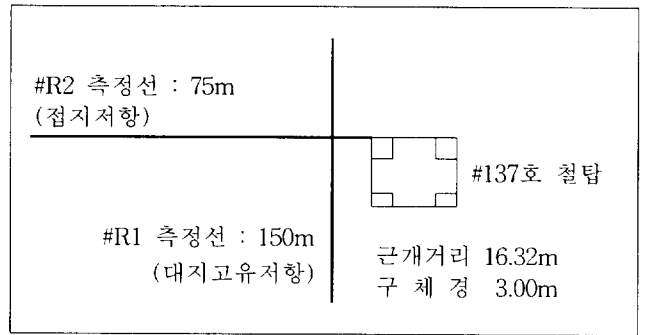 #R2 측정선 : 75m
(접지저항)
#137호 철탑
#R1 측정선 : 150m
(대지고유저항)
근개거리 16.32m
구 체 경 3.00m